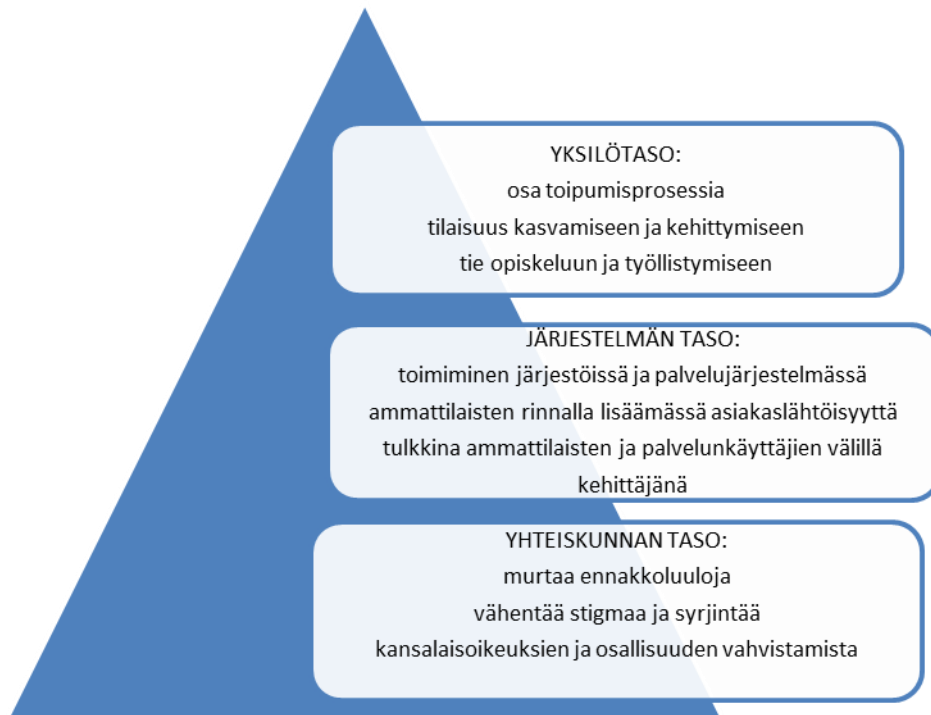 YKSILÖTASO:
osa toipumisprosessia
tilaisuus kasvamiseen ja kehittymiseen
tie opiskeluun ja työllistymiseen
JÄRJESTELMÄN TASO:
toimiminen järjestöissä ja palvelujärjestelmässä
ammattilaisten rinnalla lisäämässä asiakaslähtöisyyttä
tulkkina ammattilaisten ja palvelunkäyttäjien välillä
kehittäjänä
YHTEISKUNNAN TASO:
murtaa ennakkoluuloja
vähentää stigmaa ja syrjintää
kansalaisoikeuksien ja osallisuuden vahvistamista